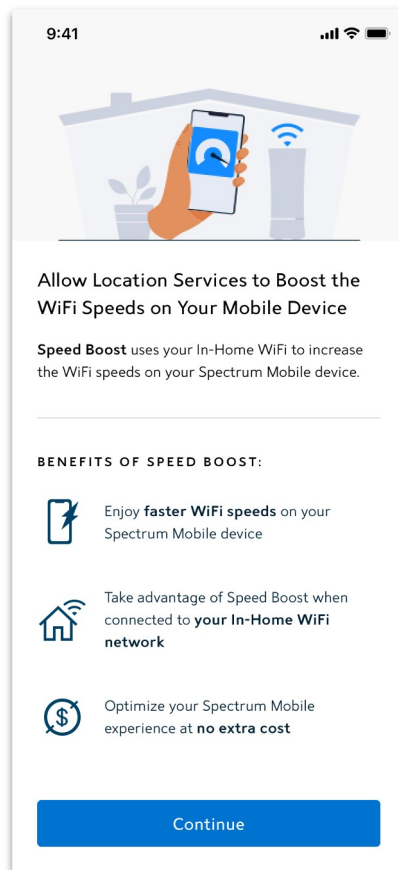 9:41
Allow Location Services to Boost the
WiFi Speeds on Your Mobile Device
Speed Boost uses your In-Home WiFi to increase
the WiFi speeds on your Spectrum Mobile device.
BENEFITS OF SPEED BOOST:
Enjoy faster WiFi speeds on your
Spectrum Mobile device
Take advantage of Speed Boost when
connected to your In-Home WiFi
network
$
Optimize your Spectrum Mobile
experience at no extra cost
Continue